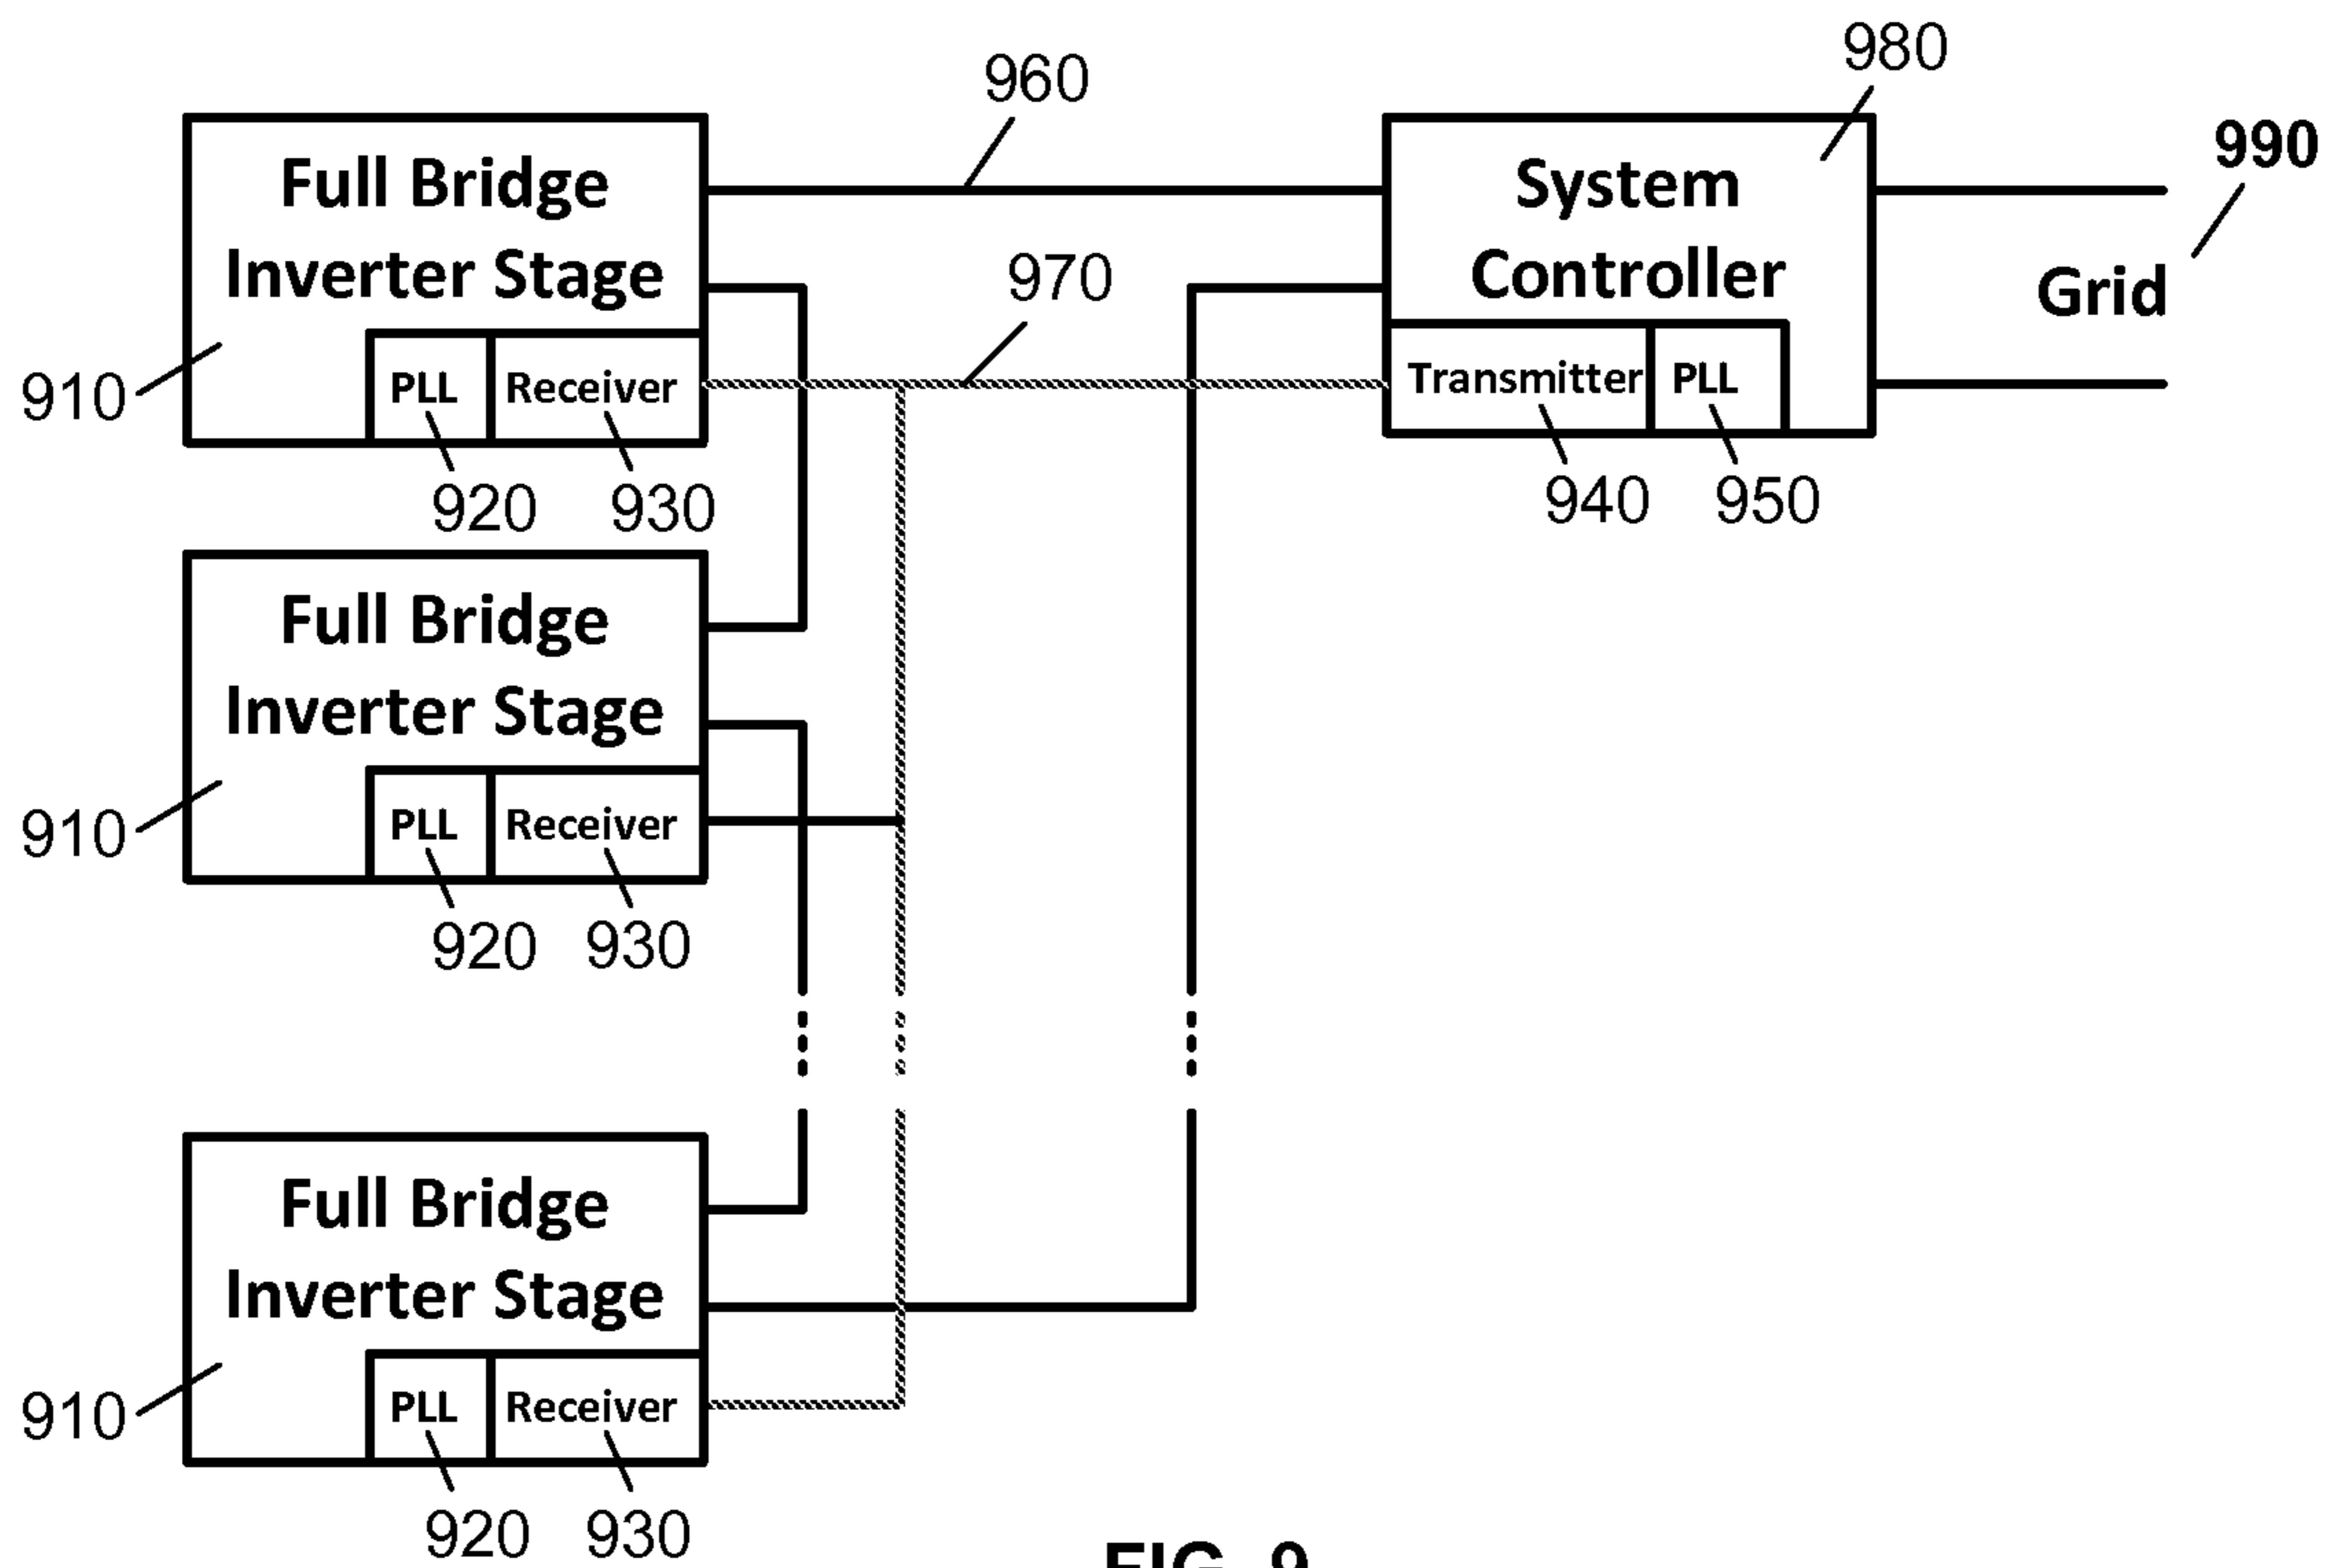 980
960
990
Full Bridge
Inverter Stage
System
Controller
970
Grid
PLL
Receiver
Transmitter
PLL
910
920
930
940
950
Full Bridge
Inverter Stage
PLL
Receiver
910
920
930
Full Bridge
Inverter Stage
PLL
Receiver
910
920
930
FIG. 9